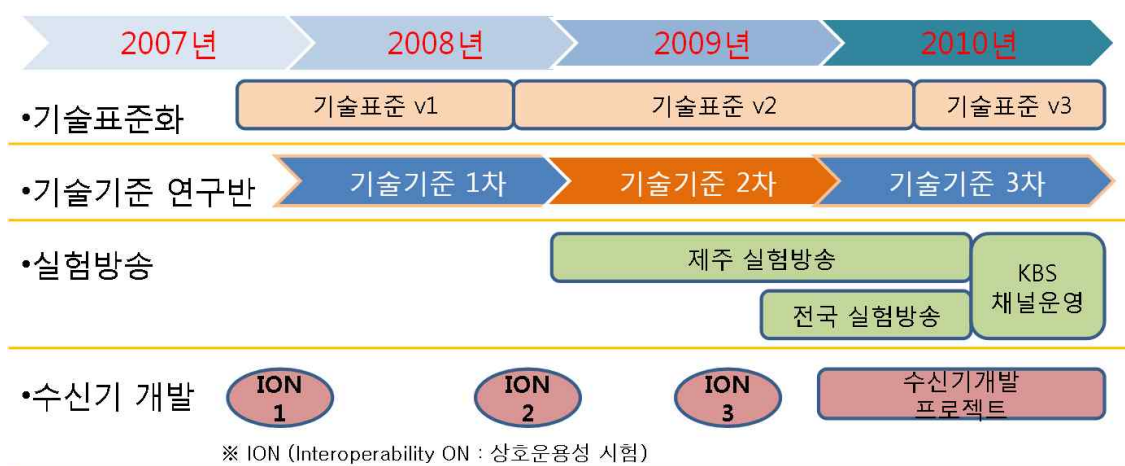 2007년 2008년 2009년 2010년
•기술표준화 기술표준 v1 기술표준 v2 기술표준 v3
•기술기준 연구반 기술기준 1차 기술기준 2차 기술기준 3차
•실험방송 제주 실험방송
전국 실험방송
KBS
채널운영
•수신기 개발
ION
1
ION
2
ION
3
수신기개발
프로젝트
※ ION (Interoperability ON : 상호운용성 시험)